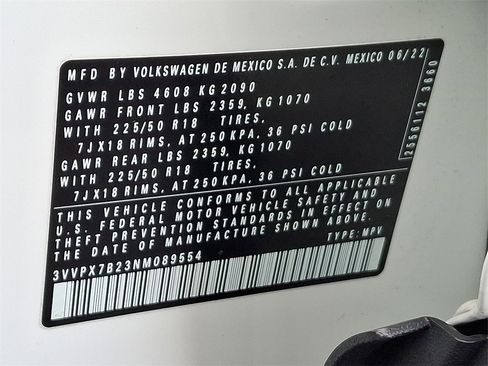 MFD BY VOLKSWAGEN DE MEXICO S.A. DE C.V. MEXICO 06/22
GVWR LBS 4608 KG 2090
GAWR FRONT LBS 2359, KG 1070
WITH 225/50 R18 TIRES,
7JX18 RIMS, AT 250KPA, 36 PSI COLD
GAWR REAR LBS 2359, KG 1070
WITH 225/50 R18 TIRES,
7JX18 RIMS, AT 250KPA, 36 PSI COLD
THIS VEHICLE CONFORMS TO ALL APPLICABLE
U.S. FEDERAL MOTOR VEHICLE SAFETY AND
THEFT PREVENTION STANDARDS IN EFFECT ON
THE DATE OF MANUFACTURE SHOWN ABOVE.
TYPE: MPV
3VVPX7B23NM089554
2556112 3660